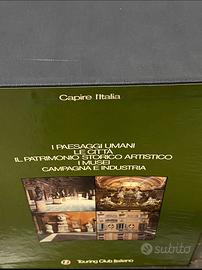 Capire l'Italia
I PAESAGGI UMANI
LE CITTÀ
IL PATRIMONIO STORICO ARTISTICO
I MUSEI
CAMPAGNA E INDUSTRIA
Touring Club Italiano
subito